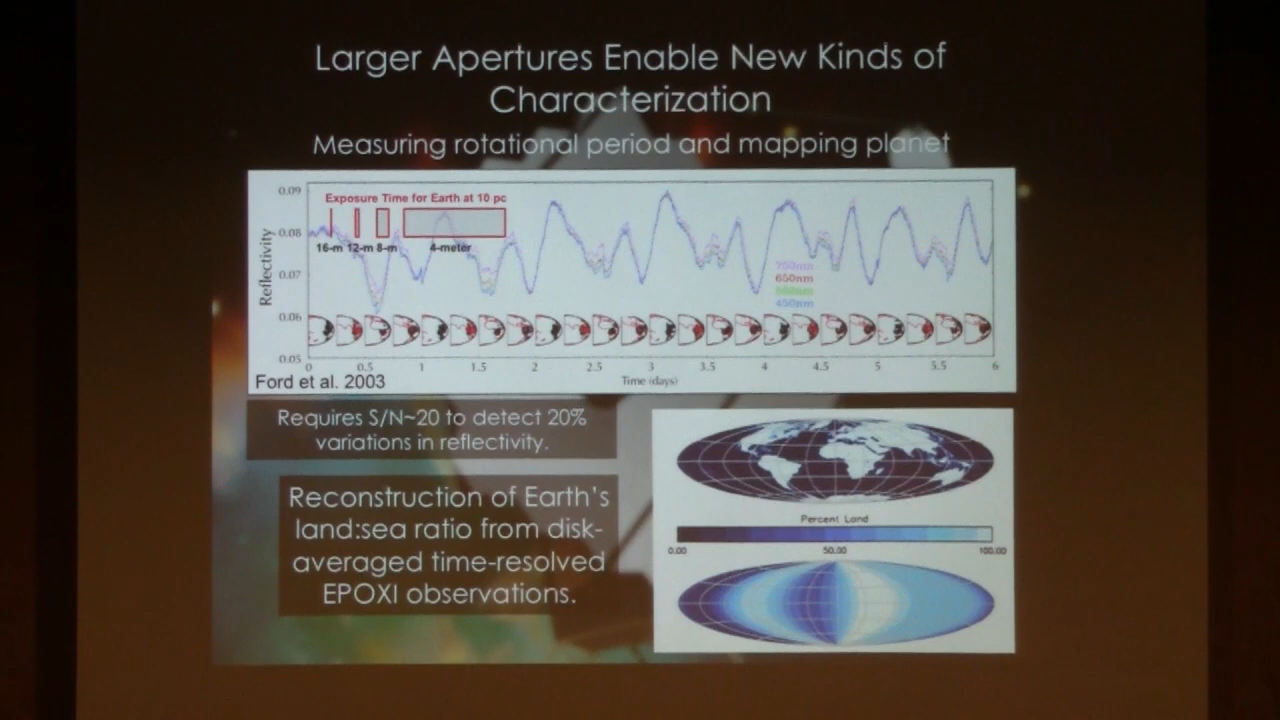 Larger Apertures Enable New Kinds of
Characterization
Measuring rotational period and mapping planet
Exposure Time for Earth at 10 pc
16-m 12-m 8-m 4-meter
Reflectivity
0.09
0.08
0.07
0.06
0.05
750nm
650nm
450nm
0 0.5 1 1.5 2 2.5 3 3.5 4 4.5 5 5.5 6
Time (days)
Ford et al. 2003
Requires S/N~20 to detect 20%
variations in reflectivity.
Reconstruction of Earth's
land:sea ratio from disk-
averaged time-resolved
EPOXI observations.
Percent Land
0.00 50.00 100.00